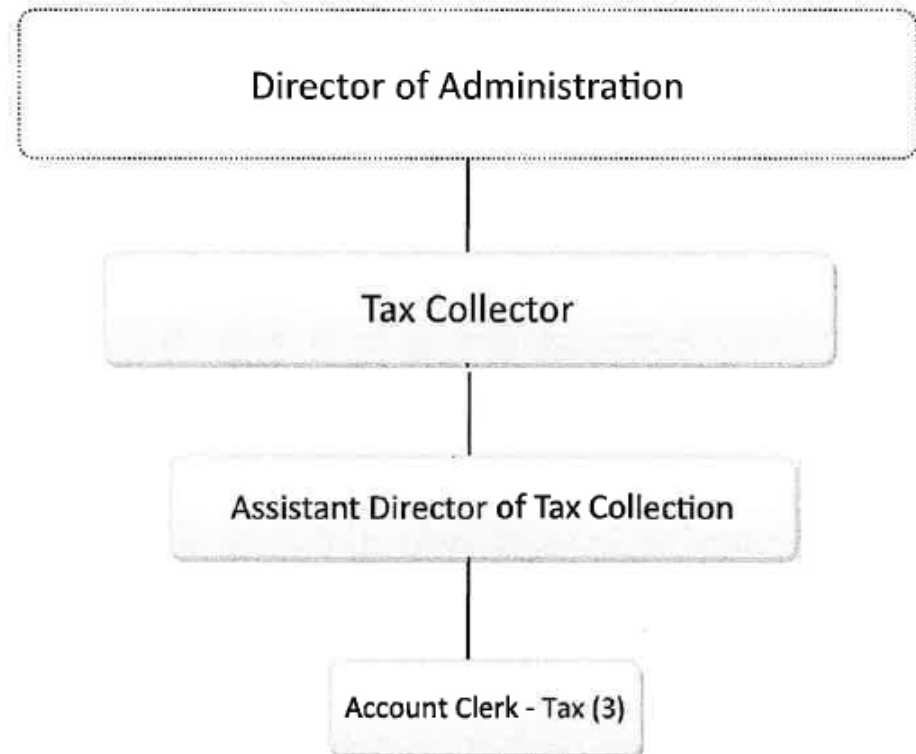 Director of Administration
Tax Collector
Assistant Director of Tax Collection
Account Clerk - Tax (3)